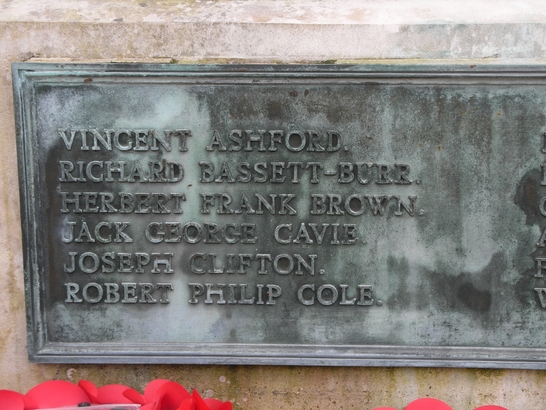 VINCENT ASHFORD.
RICHARD BASSETT-BURR.
HERBERT FRANK BROWN.
JACK GEORGE CAVIE
JOSEPH CLIFTON.
ROBERT PHILIP COLE.